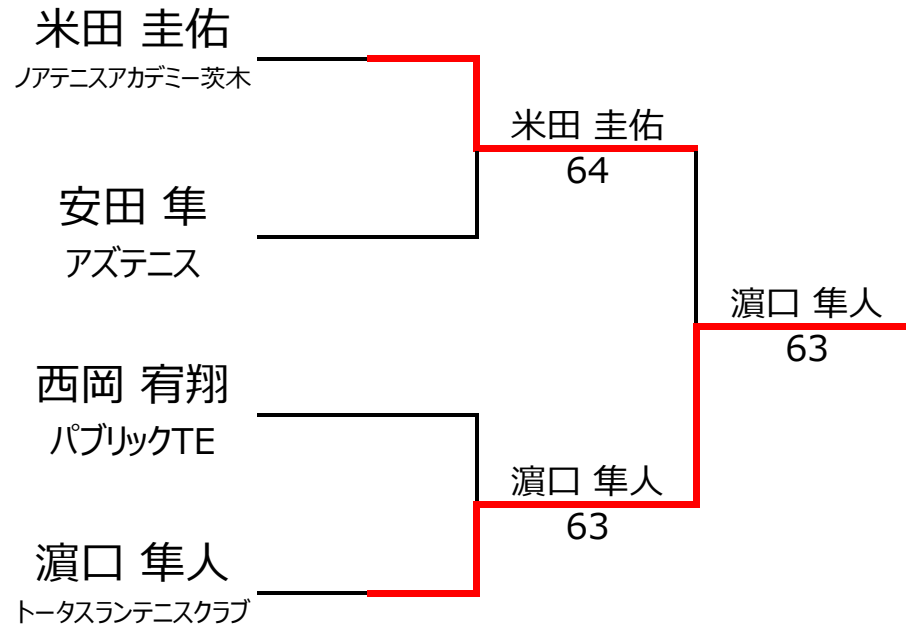 米田 圭佑
ノアテニスアカデミー茨木
米田 圭佑
64
安田 隼
アズテニス
濵口 隼人
63
西岡 宥翔
パブリックTE
濵口 隼人
63
濵口 隼人
トータスランテニスクラブ